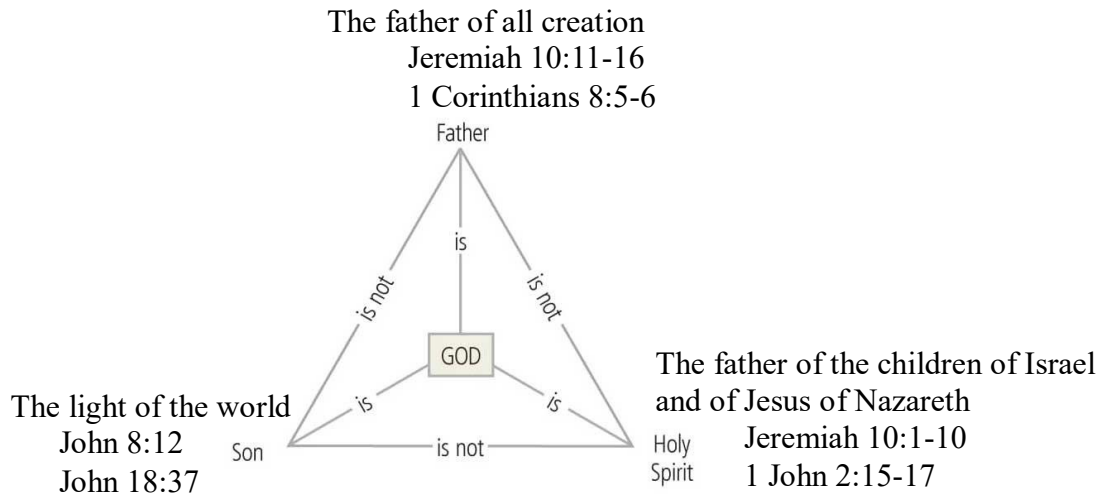 The father of all creation
Jeremiah 10:11-16
1 Corinthians 8:5-6
Father
is
is not
is not
GOD
The father of the children of Israel
and of Jesus of Nazareth
Jeremiah 10:1-10
1 John 2:15-17
The light of the world
John 8:12
John 18:37
is
is
Son
is not
Holy
Spirit